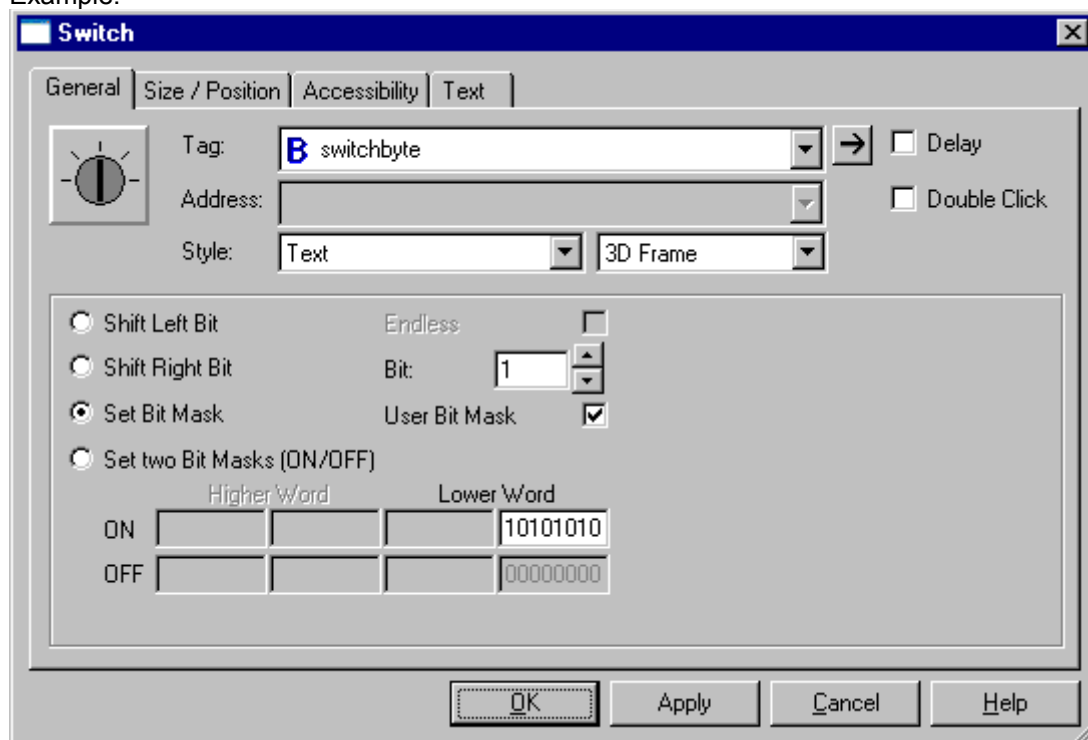 Example:
Switch
General Size / Position Accessibility Text
Tag: B switchbyte Delay
Address: Double Click
Style: Text 3D Frame
Shift Left Bit Endless
Shift Right Bit Bit: 1
Set Bit Mask User Bit Mask
Set two Bit Masks (ON/OFF)
Higher Word Lower Word
ON 10101010
OFF 00000000
OK Apply Cancel Help